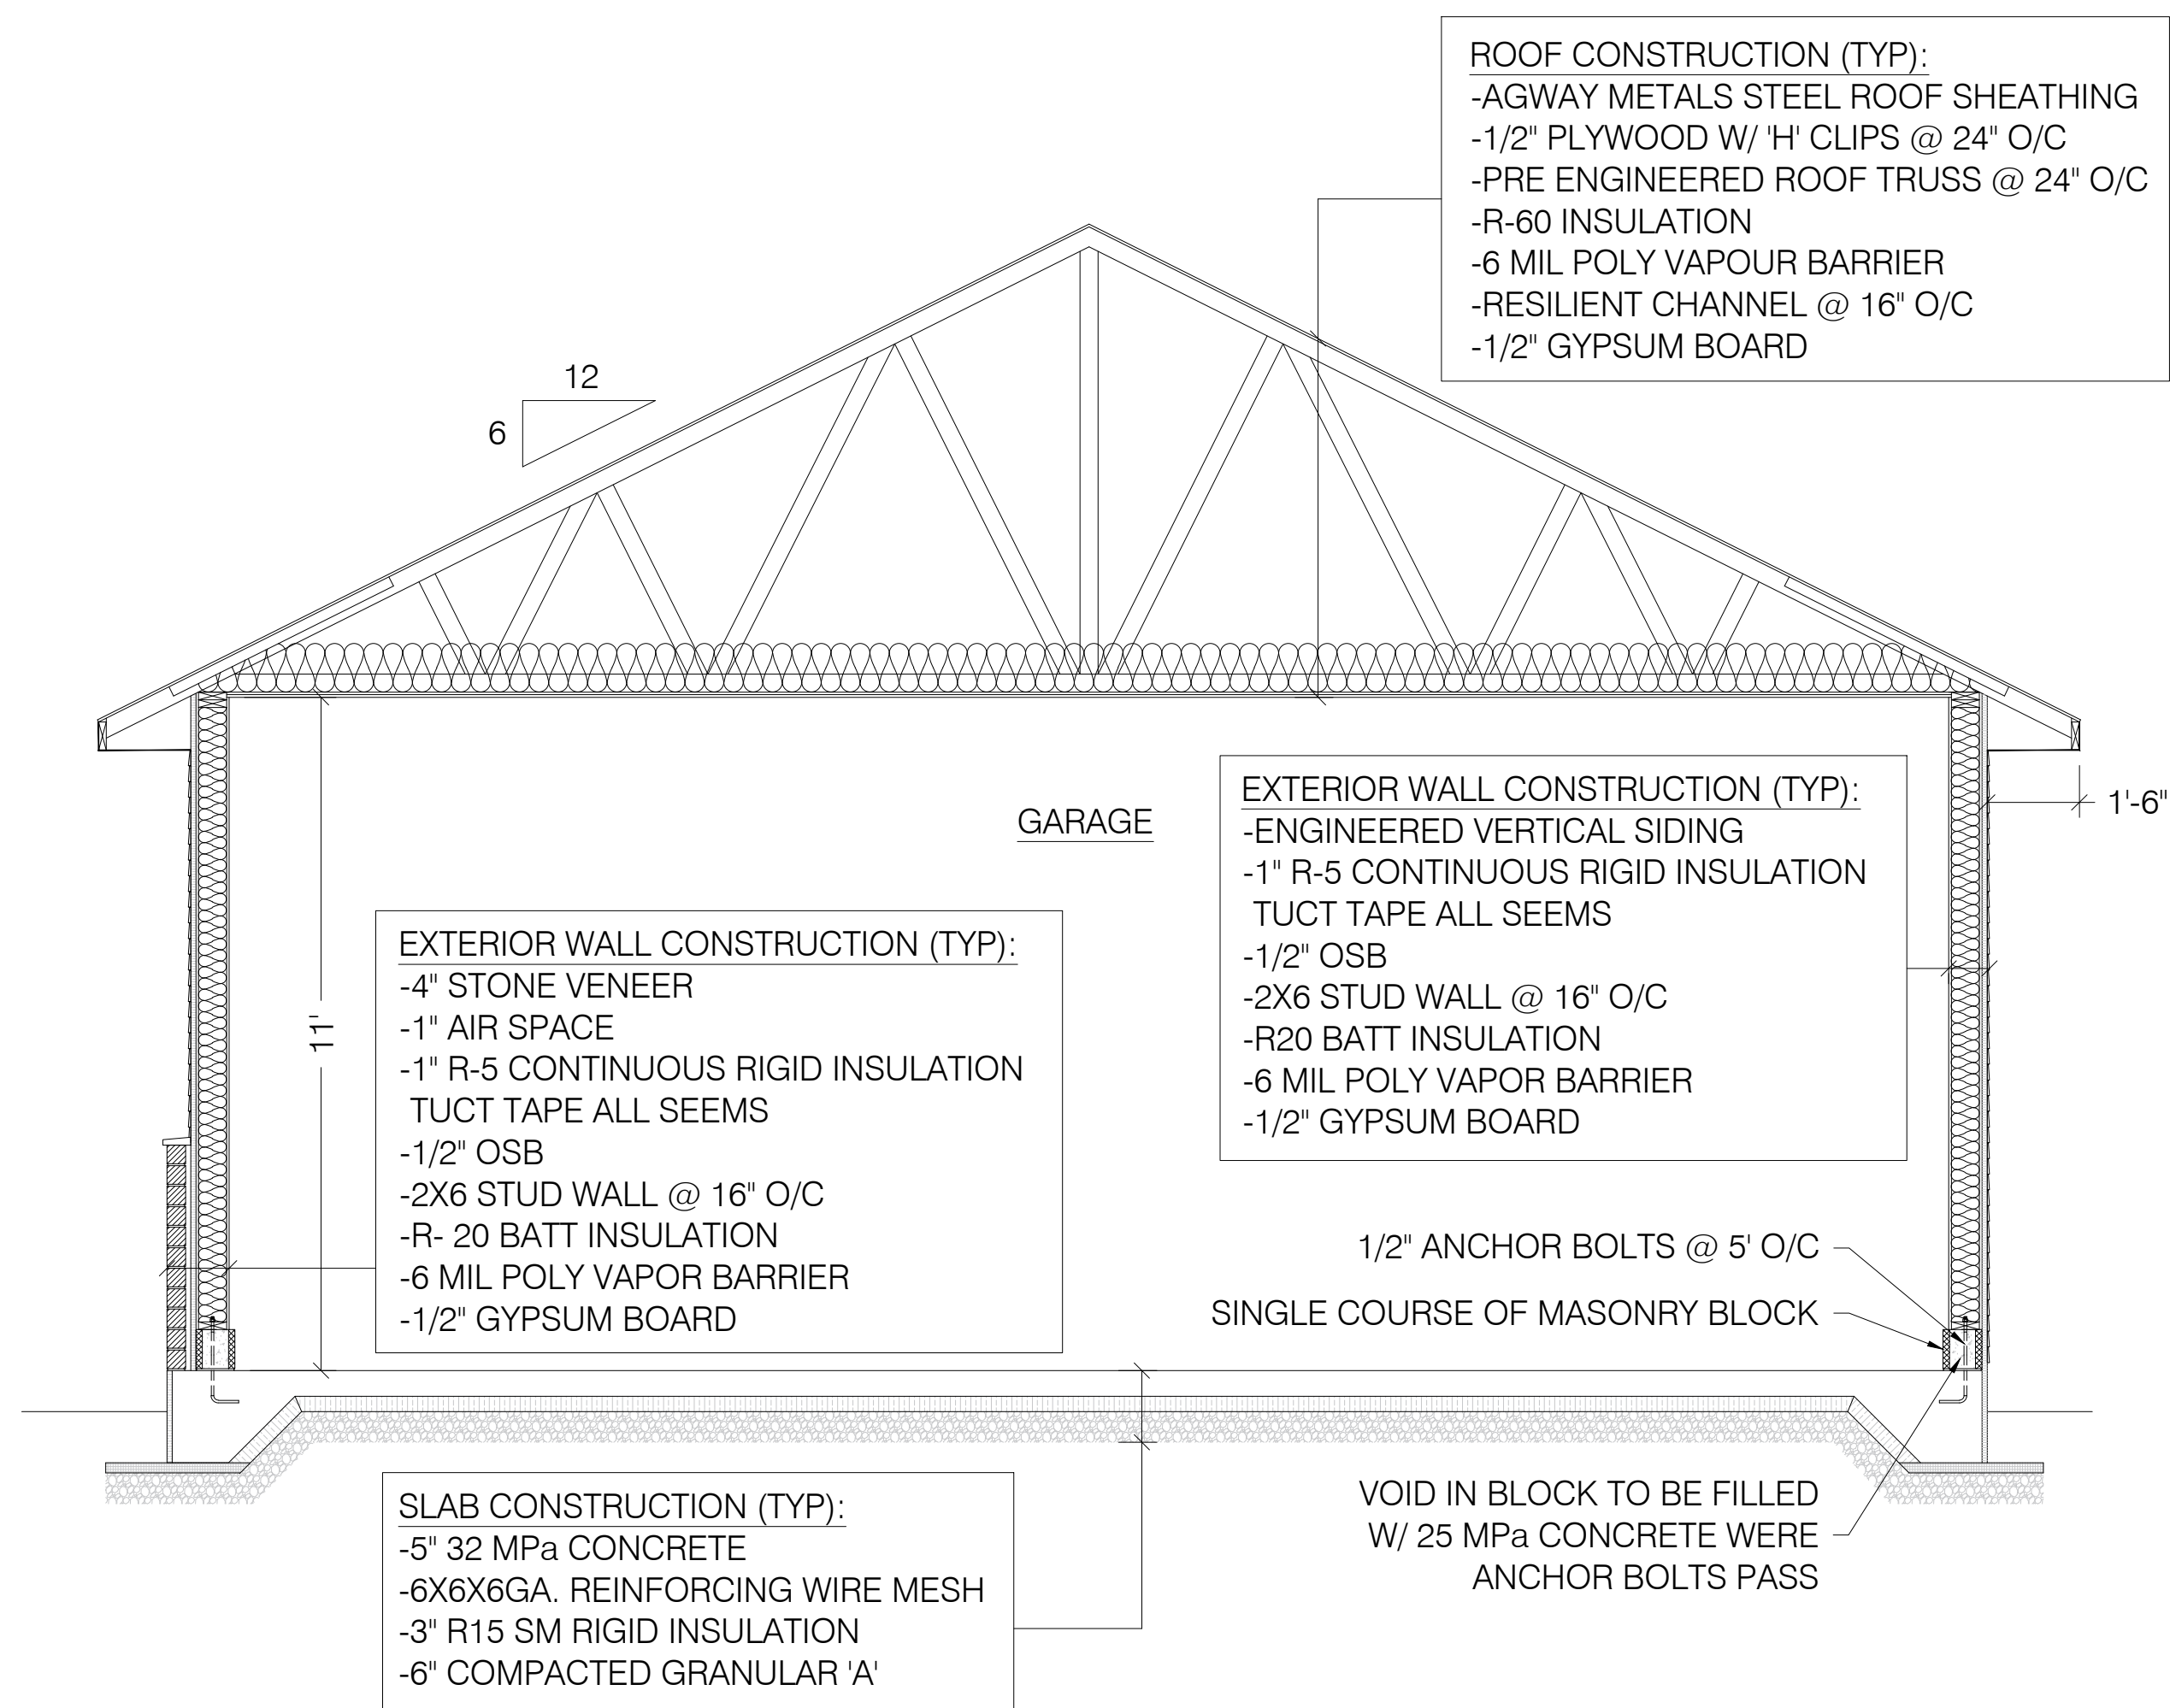 ROOF CONSTRUCTION (TYP):
-AGWAY METALS STEEL ROOF SHEATHING
-1/2" PLYWOOD W/ 'H' CLIPS @ 24" O/C
-PRE ENGINEERED ROOF TRUSS @ 24" O/C
-R-60 INSULATION
-6 MIL POLY VAPOUR BARRIER
-RESILIENT CHANNEL @ 16" O/C
-1/2" GYPSUM BOARD
12
6
GARAGE
EXTERIOR WALL CONSTRUCTION (TYP):
-ENGINEERED VERTICAL SIDING
-1" R-5 CONTINUOUS RIGID INSULATION
TUCT TAPE ALL SEEMS
-1/2" OSB
-2X6 STUD WALL @ 16" O/C
-R20 BATT INSULATION
-6 MIL POLY VAPOR BARRIER
-1/2" GYPSUM BOARD
1'-6"
11'
EXTERIOR WALL CONSTRUCTION (TYP):
-4" STONE VENEER
-1" AIR SPACE
-1" R-5 CONTINUOUS RIGID INSULATION
TUCT TAPE ALL SEEMS
-1/2" OSB
-2X6 STUD WALL @ 16" O/C
-R- 20 BATT INSULATION
-6 MIL POLY VAPOR BARRIER
-1/2" GYPSUM BOARD
1/2" ANCHOR BOLTS @ 5' O/C
SINGLE COURSE OF MASONRY BLOCK
VOID IN BLOCK TO BE FILLED
W/ 25 MPa CONCRETE WERE
ANCHOR BOLTS PASS
SLAB CONSTRUCTION (TYP):
-5" 32 MPa CONCRETE
-6X6X6GA. REINFORCING WIRE MESH
-3" R15 SM RIGID INSULATION
-6" COMPACTED GRANULAR 'A'